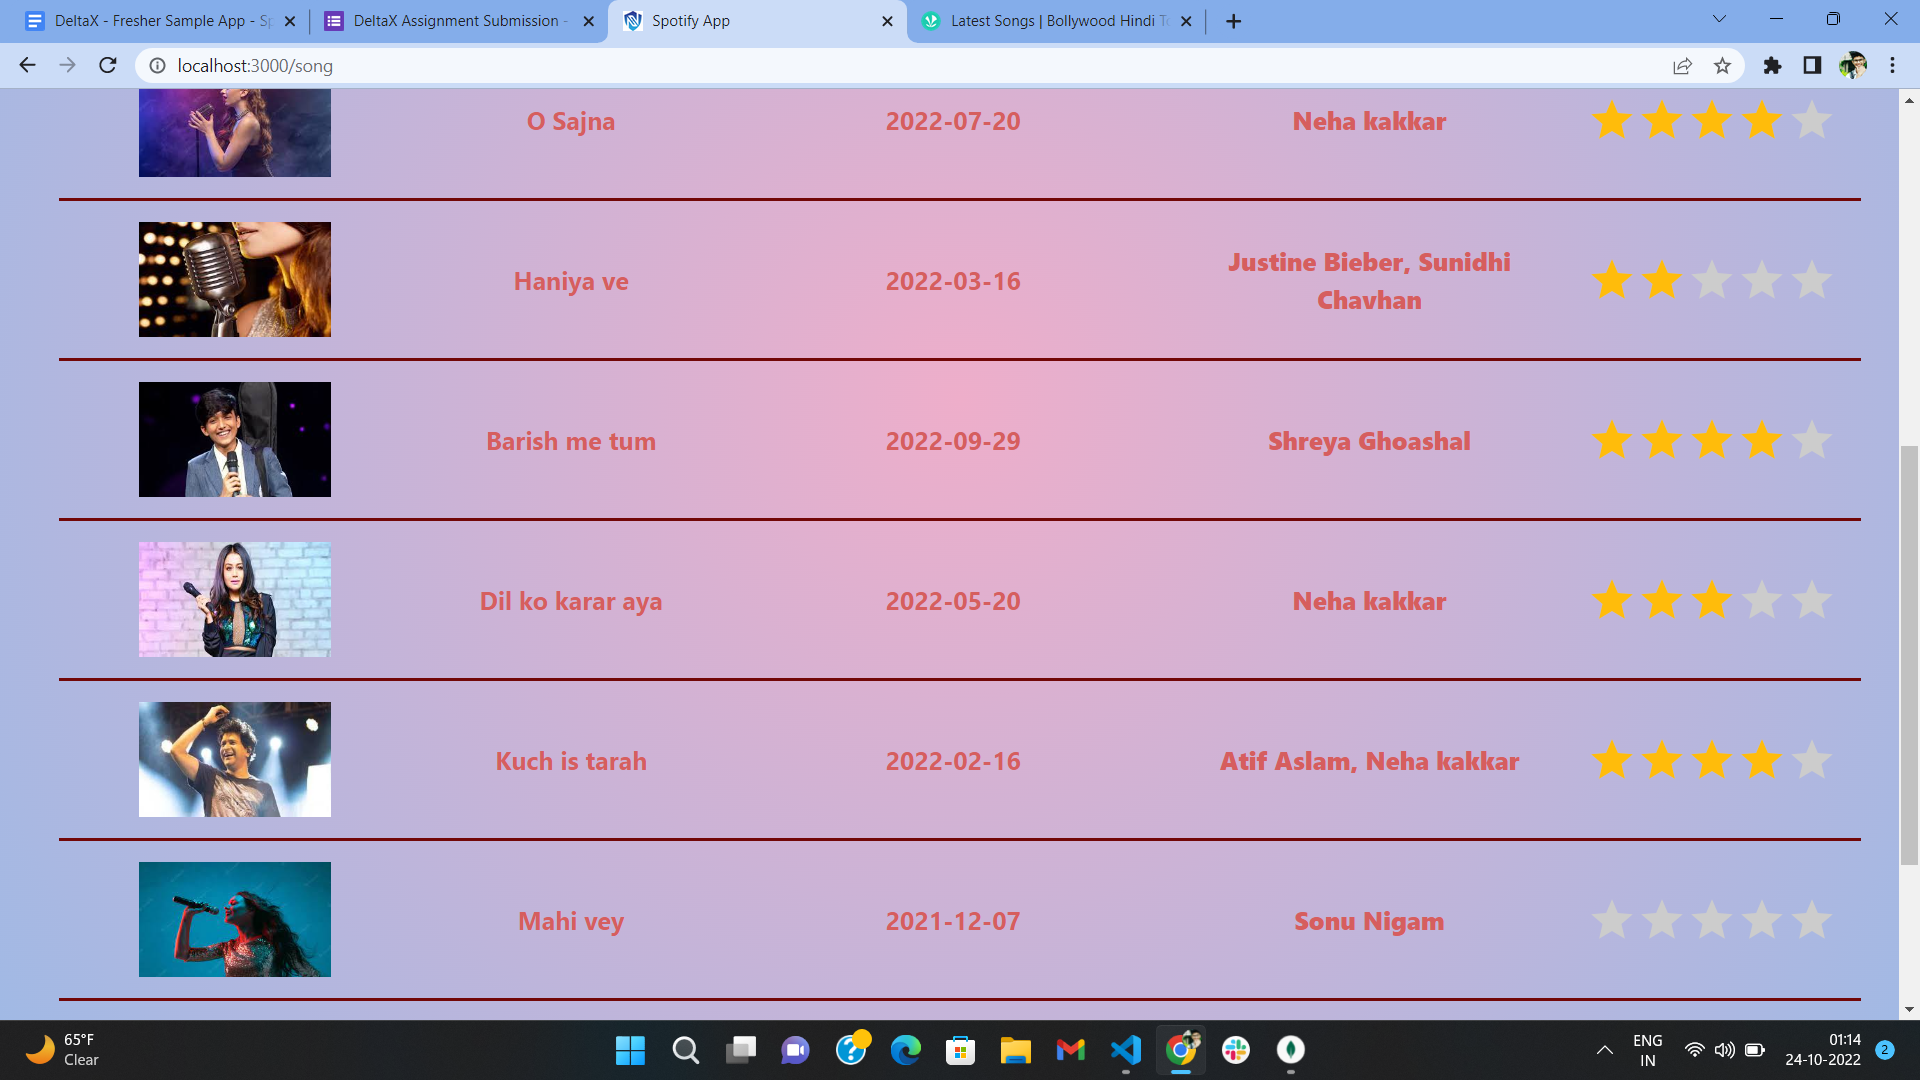 DeltaX - Fresher Sample App - Sp
DeltaX Assignment Submission -
Spotify App
Latest Songs | Bollywood Hindi To
localhost:3000/song
O Sajna 2022-07-20 Neha kakkar
Haniya ve 2022-03-16 Justine Bieber, Sunidhi
Chavhan
Barish me tum 2022-09-29 Shreya Ghoashal
Dil ko karar aya 2022-05-20 Neha kakkar
Kuch is tarah 2022-02-16 Atif Aslam, Neha kakkar
Mahi vey 2021-12-07 Sonu Nigam
65°F
Clear
ENG
IN
01:14
24-10-2022
2